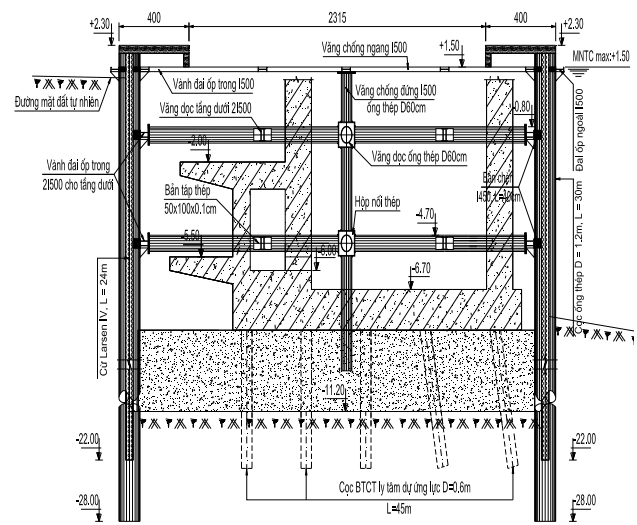 400
2315
400
+2.30
+2.30
Văng chống ngang I500
+1.50
MNTC max:+1.50
Vành đai ốp trong I500
Văng chống đứng I500
ống thép D60cm
Đường mặt đất tự nhiên
Văng dọc tầng dưới 2I500
-0.80
Đai ốp ngoài I500
-2.00
Văng dọc ống thép D60cm
Vành đai ốp trong
2I500 cho tầng dưới
Bản táp thép
50x100x0.1cm
Hộp nối thép
-4.70
-5.50
-6.00
-6.70
Cọc ống thép D = 1.2m, L = 30m
Cừ Larsen IV, L = 24m
-11.20
-22.00
-22.00
Cọc BTCT ly tâm dự ứng lực D=0.6m
L=45m
-28.00
-28.00